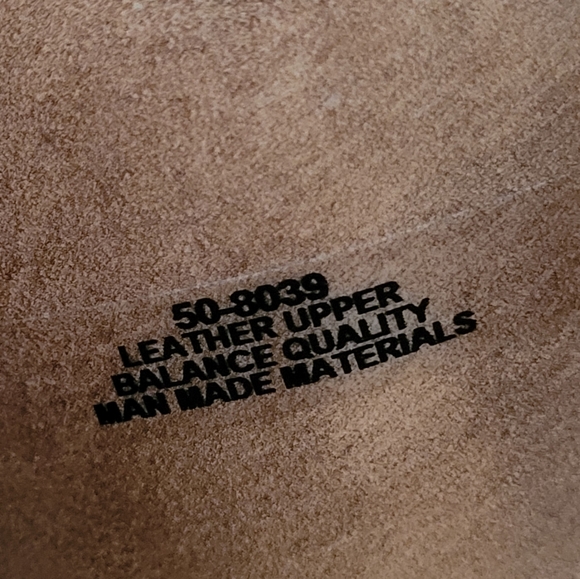 50-8039
LEATHER UPPER
BALANCE QUALITY
MAN MADE MATERIALS